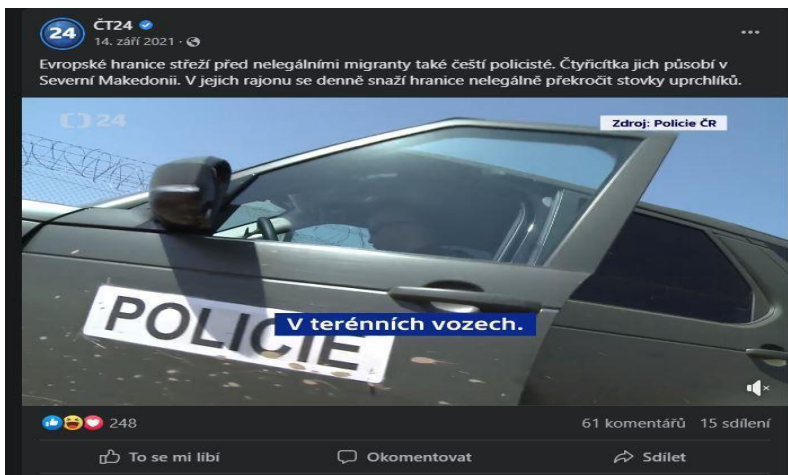 24
ČT24
14. září 2021 ·
Evropské hranice střeží před nelegálními migranty také čeští policisté. Čtyřicítka jich působí v
Severní Makedonii. V jejich rajonu se denně snaží hranice nelegálně překročit stovky uprchlíků.
24
Zdroj: Policie ČR
POLICIE
V terénních vozech.
248
61 komentářů 15 sdílení
To se mi líbí
Okomentovat
Sdílet